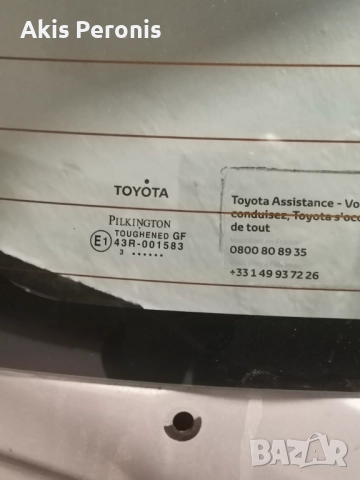 Akis Peronis
TOYOTA
PILKINGTON
TOUGHENED GF
E1 43R-001583
3 ......
Toyota Assistance - Vo
conduisez, Toyota s'occ
de tout
0800 80 89 35
+33 1 49 93 72 26
BAZAR